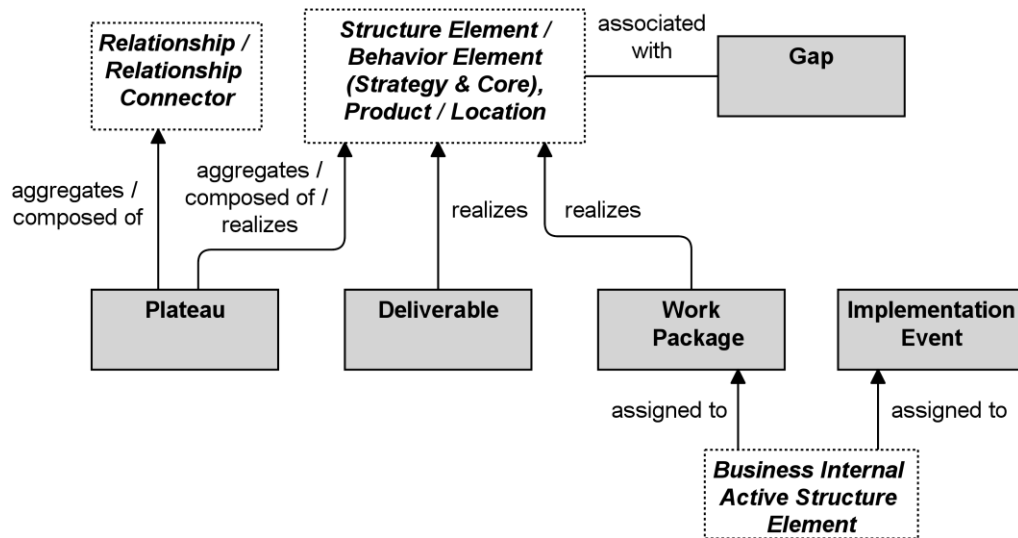 Relationship /
Relationship
Connector
Structure Element /
Behavior Element
(Strategy & Core),
Product / Location
associated
with
Gap
aggregates /
composed of
aggregates /
composed of /
realizes
realizes
realizes
Plateau
Deliverable
Work
Package
Implementation
Event
assigned to
assigned to
Business Internal
Active Structure
Element